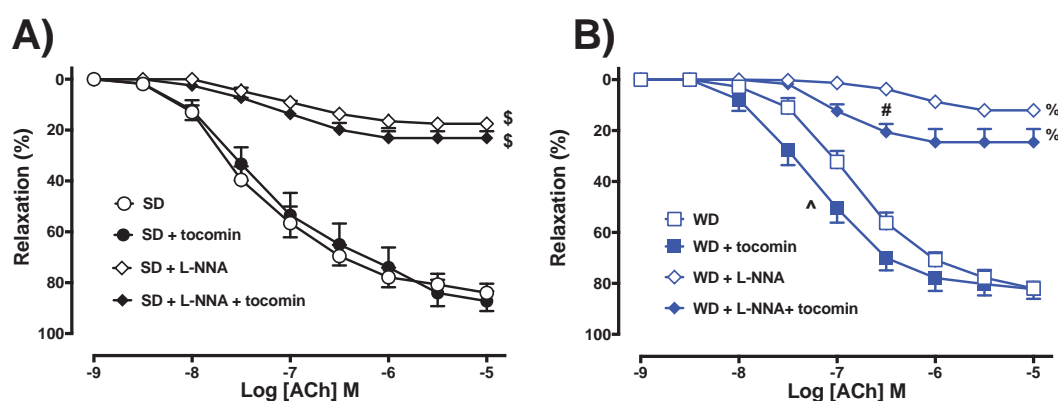 A)
0
20
40
60
80
100
Relaxation (%)
SD
SD + tocomin
SD + L-NNA
SD + L-NNA + tocomin
$
$
-9 -8 -7 -6 -5
Log [ACh] M
B)
0
20
40
60
80
100
Relaxation (%)
WD
WD + tocomin
WD + L-NNA
WD + L-NNA+ tocomin
%
#
%
^
-9 -8 -7 -6 -5
Log [ACh] M